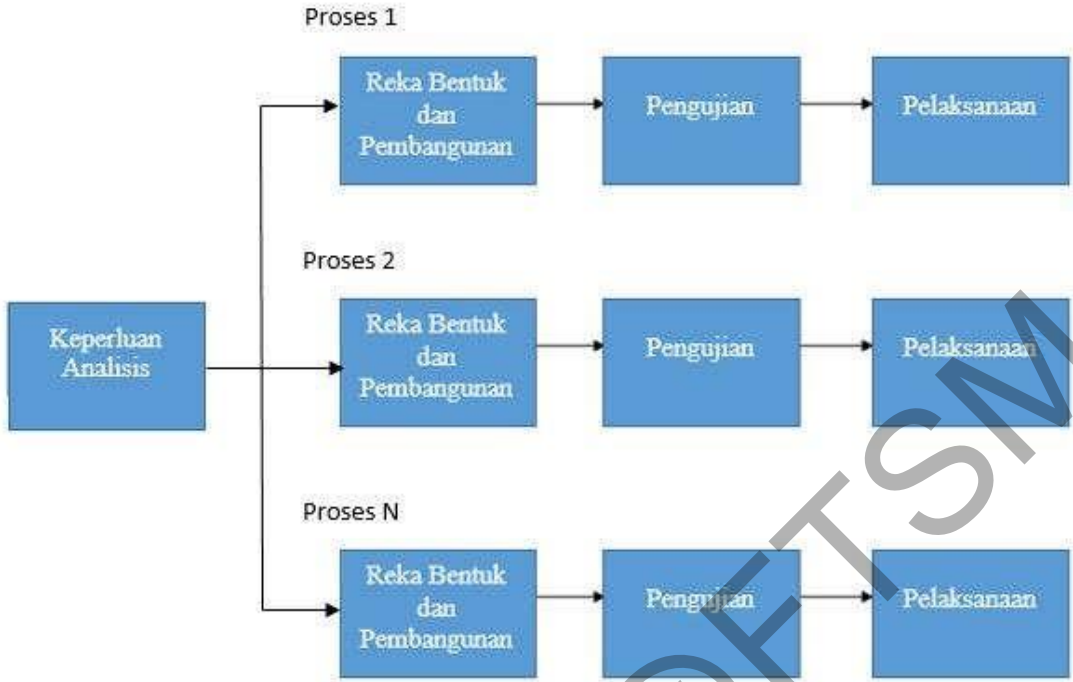 Proses 1
Reka Bentuk
dan
Pembangunan
Pengujian
Pelaksanaan
Proses 2
Keperluan
Analisis
Reka Bentuk
dan
Pembangunan
Pengujian
Pelaksanaan
Proses N
Reka Bentuk
dan
Pembangunan
Pengujian
Pelaksanaan
FTSM